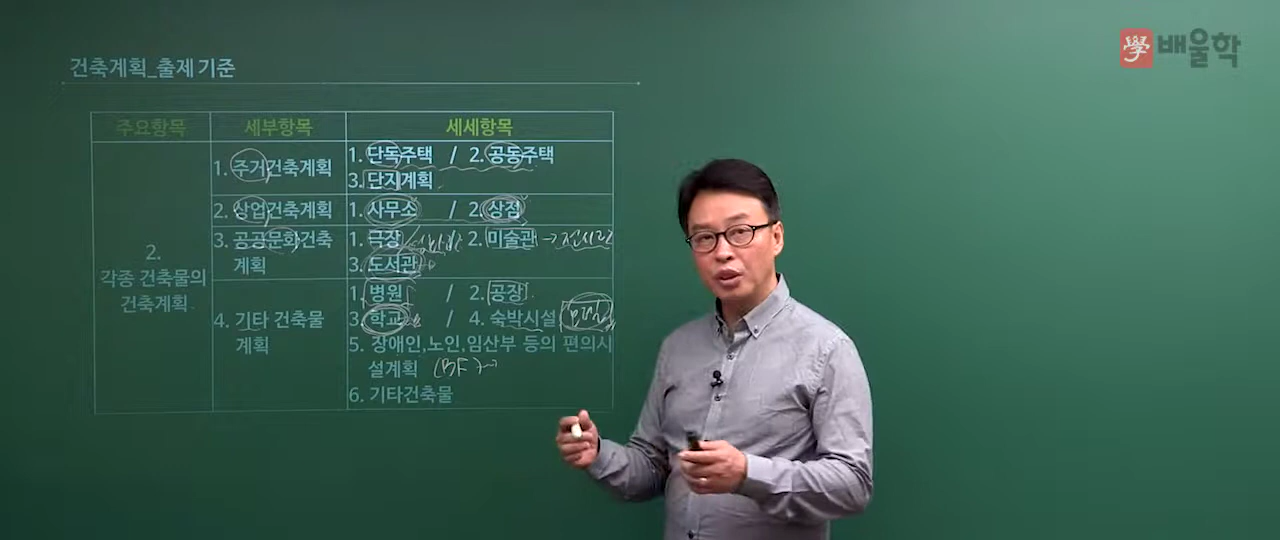 건축계획_출제 기준
學 배울학
주요항목 세부항목 세세항목
2.
각종 건축물의
건축계획
1. 주거건축계획
1. 단독주택 / 2. 공동주택
3. 단지계획
2. 상업건축계획
1. 사무소 / 2. 상점
3. 공공문화건축
계획
1. 극장 / 2. 미술관 →
3. 도서관
4. 기타 건축물
계획
1. 병원 / 2. 공장
3. 학교 / 4. 숙박시설
5. 장애인,노인,임산부 등의 편의시
설계획 (BF)
6. 기타건축물